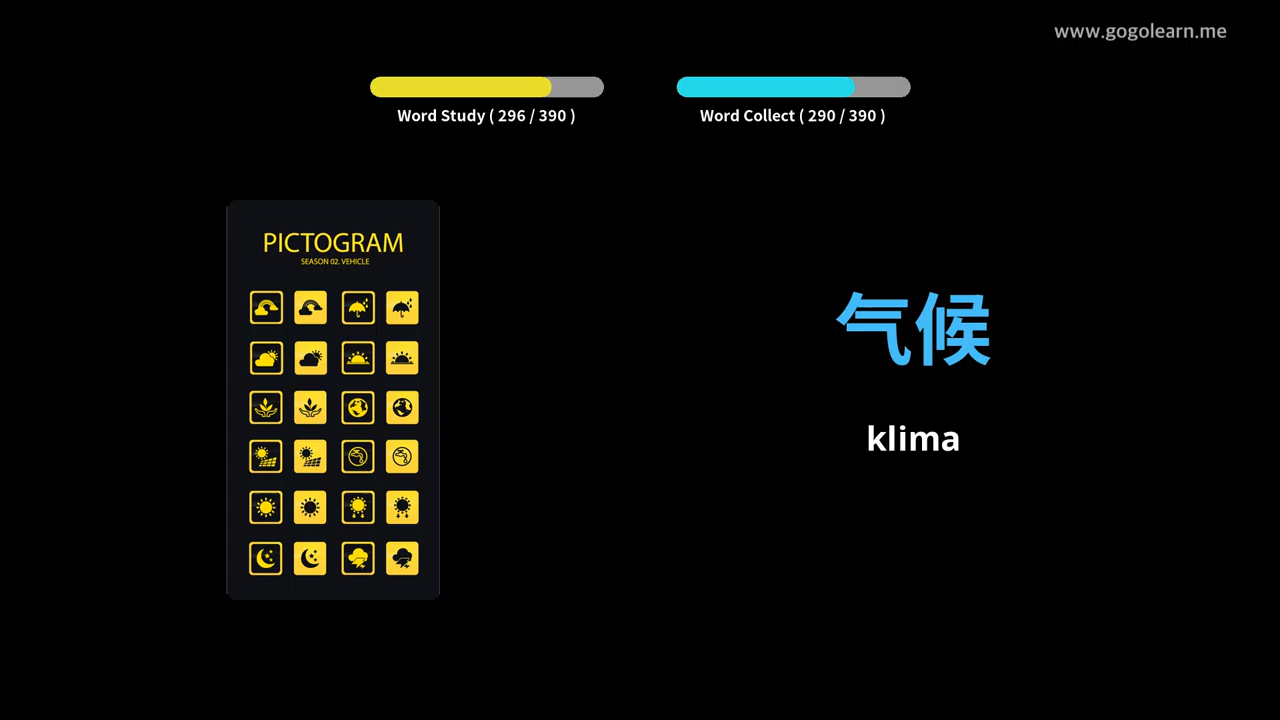 www.gogolearn.me
Word Study ( 296 / 390 )
Word Collect ( 290 / 390 )
PICTOGRAM
SEASON 02. VEHICLE
气候
klima